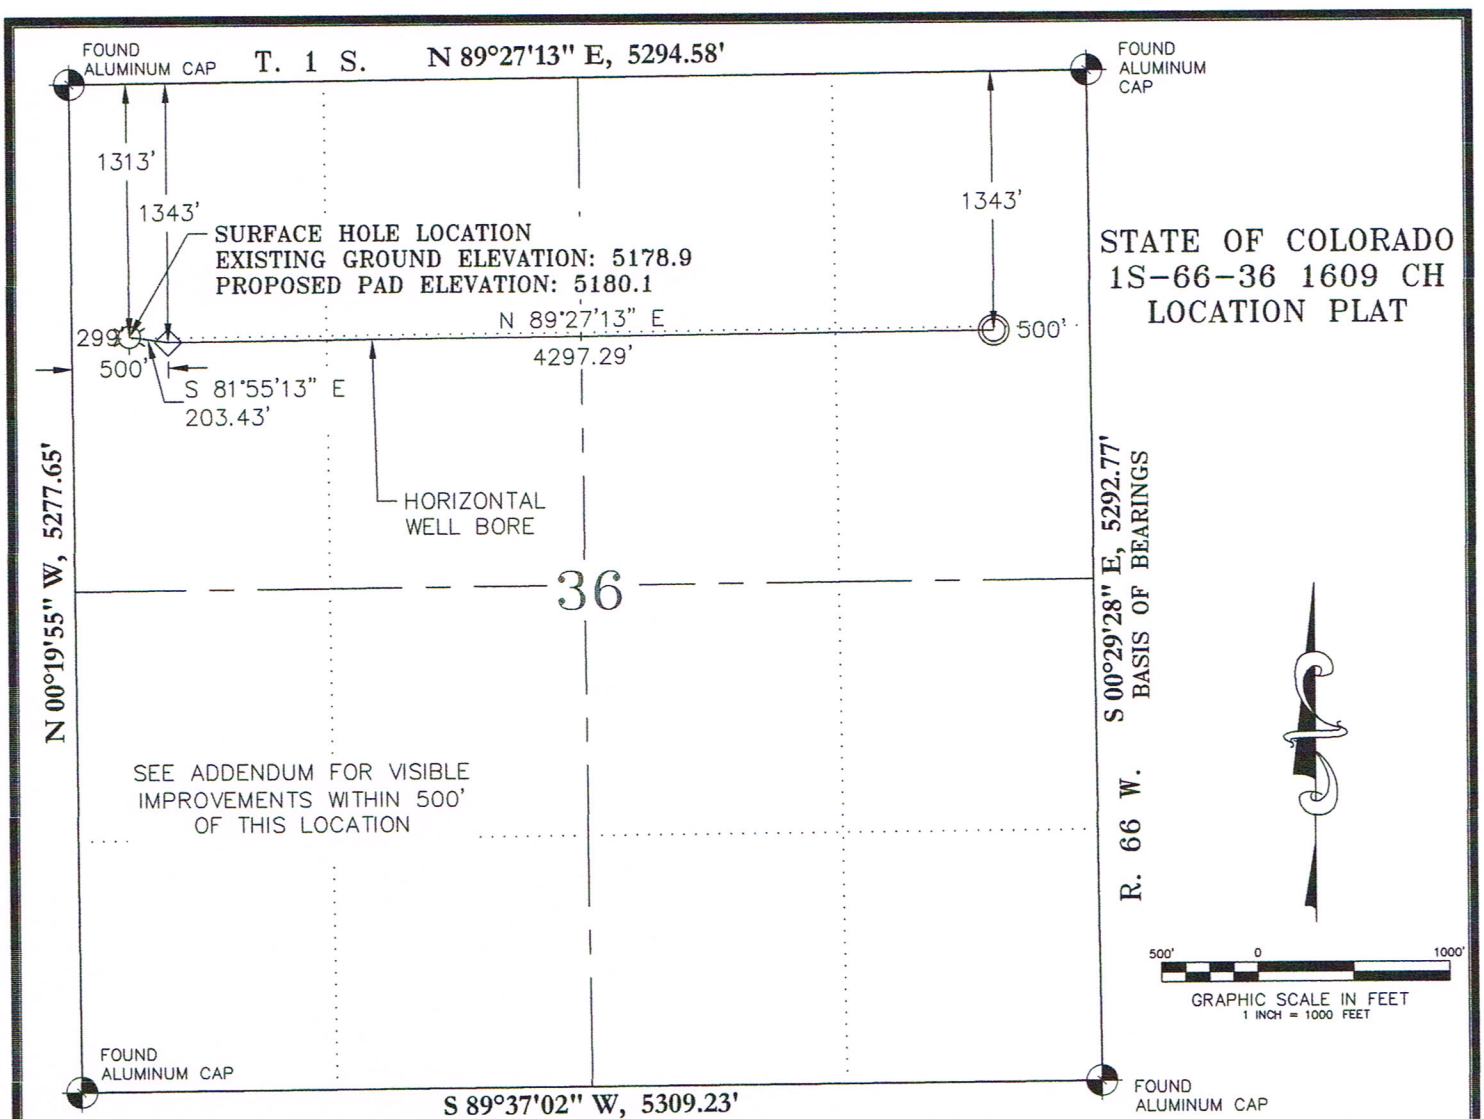 FOUND
ALUMINUM CAP
T. 1 S.
N 89°27'13" E, 5294.58'
FOUND
ALUMINUM
CAP
1313'
1343'
1343'
SURFACE HOLE LOCATION
EXISTING GROUND ELEVATION: 5178.9
PROPOSED PAD ELEVATION: 5180.1
STATE OF COLORADO
1S-66-36 1609 CH
LOCATION PLAT
299'
N 89°27'13" E
4297.29'
500'
500'
S 81°55'13" E
203.43'
HORIZONTAL
WELL BORE
N 00°19'55" W, 5277.65'
S 00°29'28" E, 5292.77'
BASIS OF BEARINGS
36
SEE ADDENDUM FOR VISIBLE
IMPROVEMENTS WITHIN 500'
OF THIS LOCATION
R. 66 W.
500' 0 1000'
GRAPHIC SCALE IN FEET
1 INCH = 1000 FEET
FOUND
ALUMINUM CAP
S 89°37'02" W, 5309.23'
FOUND
ALUMINUM CAP